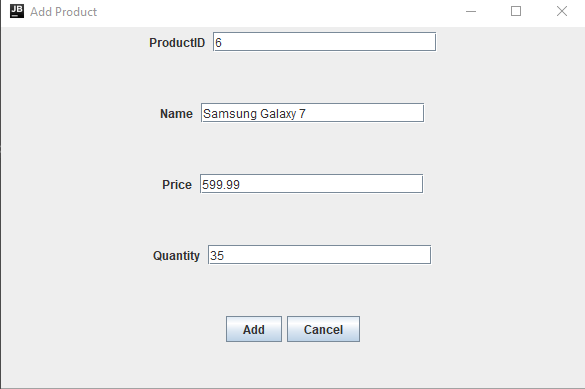 JB Add Product
ProductID 6
Name Samsung Galaxy 7
Price 599.99
Quantity 35
Add Cancel